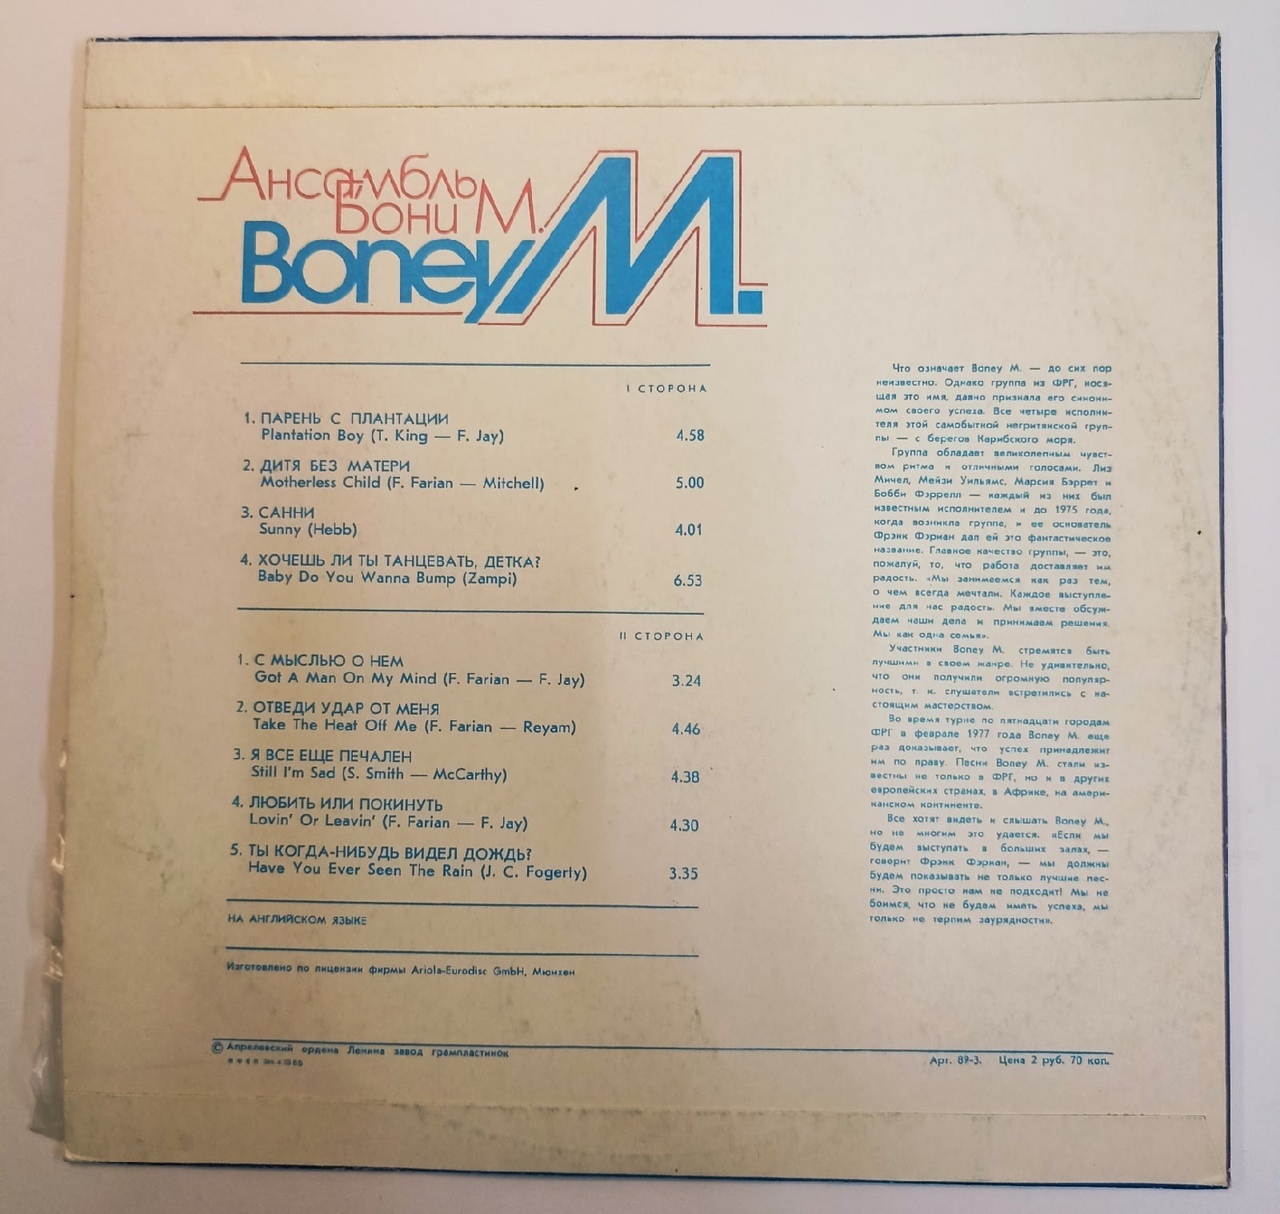 Ансамбль
Бони М.
Boney M.
I СТОРОНА
1. ПАРЕНЬ С ПЛАНТАЦИИ
Plantation Boy (T. King — F. Jay) 4.58
2. ДИТЯ БЕЗ МАТЕРИ
Motherless Child (F. Farian — Mitchell) 5.00
3. САННИ
Sunny (Hebb) 4.01
4. ХОЧЕШЬ ЛИ ТЫ ТАНЦЕВАТЬ, ДЕТКА?
Baby Do You Wanna Bump (Zampi) 6.53
II СТОРОНА
1. С МЫСЛЬЮ О НЕМ
Got A Man On My Mind (F. Farian — F. Jay) 3.24
2. ОТВЕДИ УДАР ОТ МЕНЯ
Take The Heat Off Me (F. Farian — Reyam) 4.46
3. Я ВСЕ ЕЩЕ ПЕЧАЛЕН
Still I'm Sad (S. Smith — McCarthy) 4.38
4. ЛЮБИТЬ ИЛИ ПОКИНУТЬ
Lovin' Or Leavin' (F. Farian — F. Jay) 4.30
5. ТЫ КОГДА-НИБУДЬ ВИДЕЛ ДОЖДЬ?
Have You Ever Seen The Rain (J. C. Fogerty) 3.35
НА АНГЛИЙСКОМ ЯЗЫКЕ
Изготовлено по лицензии фирмы Ariola-Eurodisc GmbH, Мюнхен
Что означает Boney M. — до сих пор
неизвестно. Однако группа из ФРГ, нося-
щая это имя, давно признала его синони-
мом своего успеха. Все четыре исполни-
теля этой самобытной негритянской груп-
пы — с берегов Карибского моря.
Группа обладает великолепным чувст-
вом ритма и отличными голосами. Лиз
Мичел, Мейзи Уильямс, Марсия Бэррет и
Бобби Фэррелл — каждый из них был
известным исполнителем и до 1975 года,
когда возникла группа, и ее основатель
Фрэнк Фэриан дал ей это фантастическое
название. Главное качество группы, — это,
пожалуй, то, что работа доставляет им
радость. «Мы занимаемся как раз тем,
о чем всегда мечтали. Каждое выступле-
ние для нас радость. Мы вместе обсуж-
даем наши дела и принимаем решения.
Мы как одна семья».
Участники Boney M. стремятся быть
лучшими в своем жанре. Не удивительно,
что они получили огромную популяр-
ность, т. к. слушатели встретились с на-
стоящим мастерством.
Во время турне по пятнадцати городам
ФРГ в феврале 1977 года Boney M. еще
раз доказывает, что успех принадлежит
им по праву. Песни Boney M. стали из-
вестны не только в ФРГ, но и в других
европейских странах, в Африке, на амери-
канском континенте.
Все хотят видеть и слышать Boney M.,
но не многим это удается. «Если мы
будем выступать в больших залах, —
говорит Фрэнк Фэриан, — мы должны
будем показывать не только лучшие пес-
ни. Это просто нам не подходит! Мы не
боимся, что не будем иметь успеха, мы
только не терпим заурядности».
© Апрелевский ордена Ленина завод грампластинок
Арт. 89-3. Цена 2 руб. 70 коп.